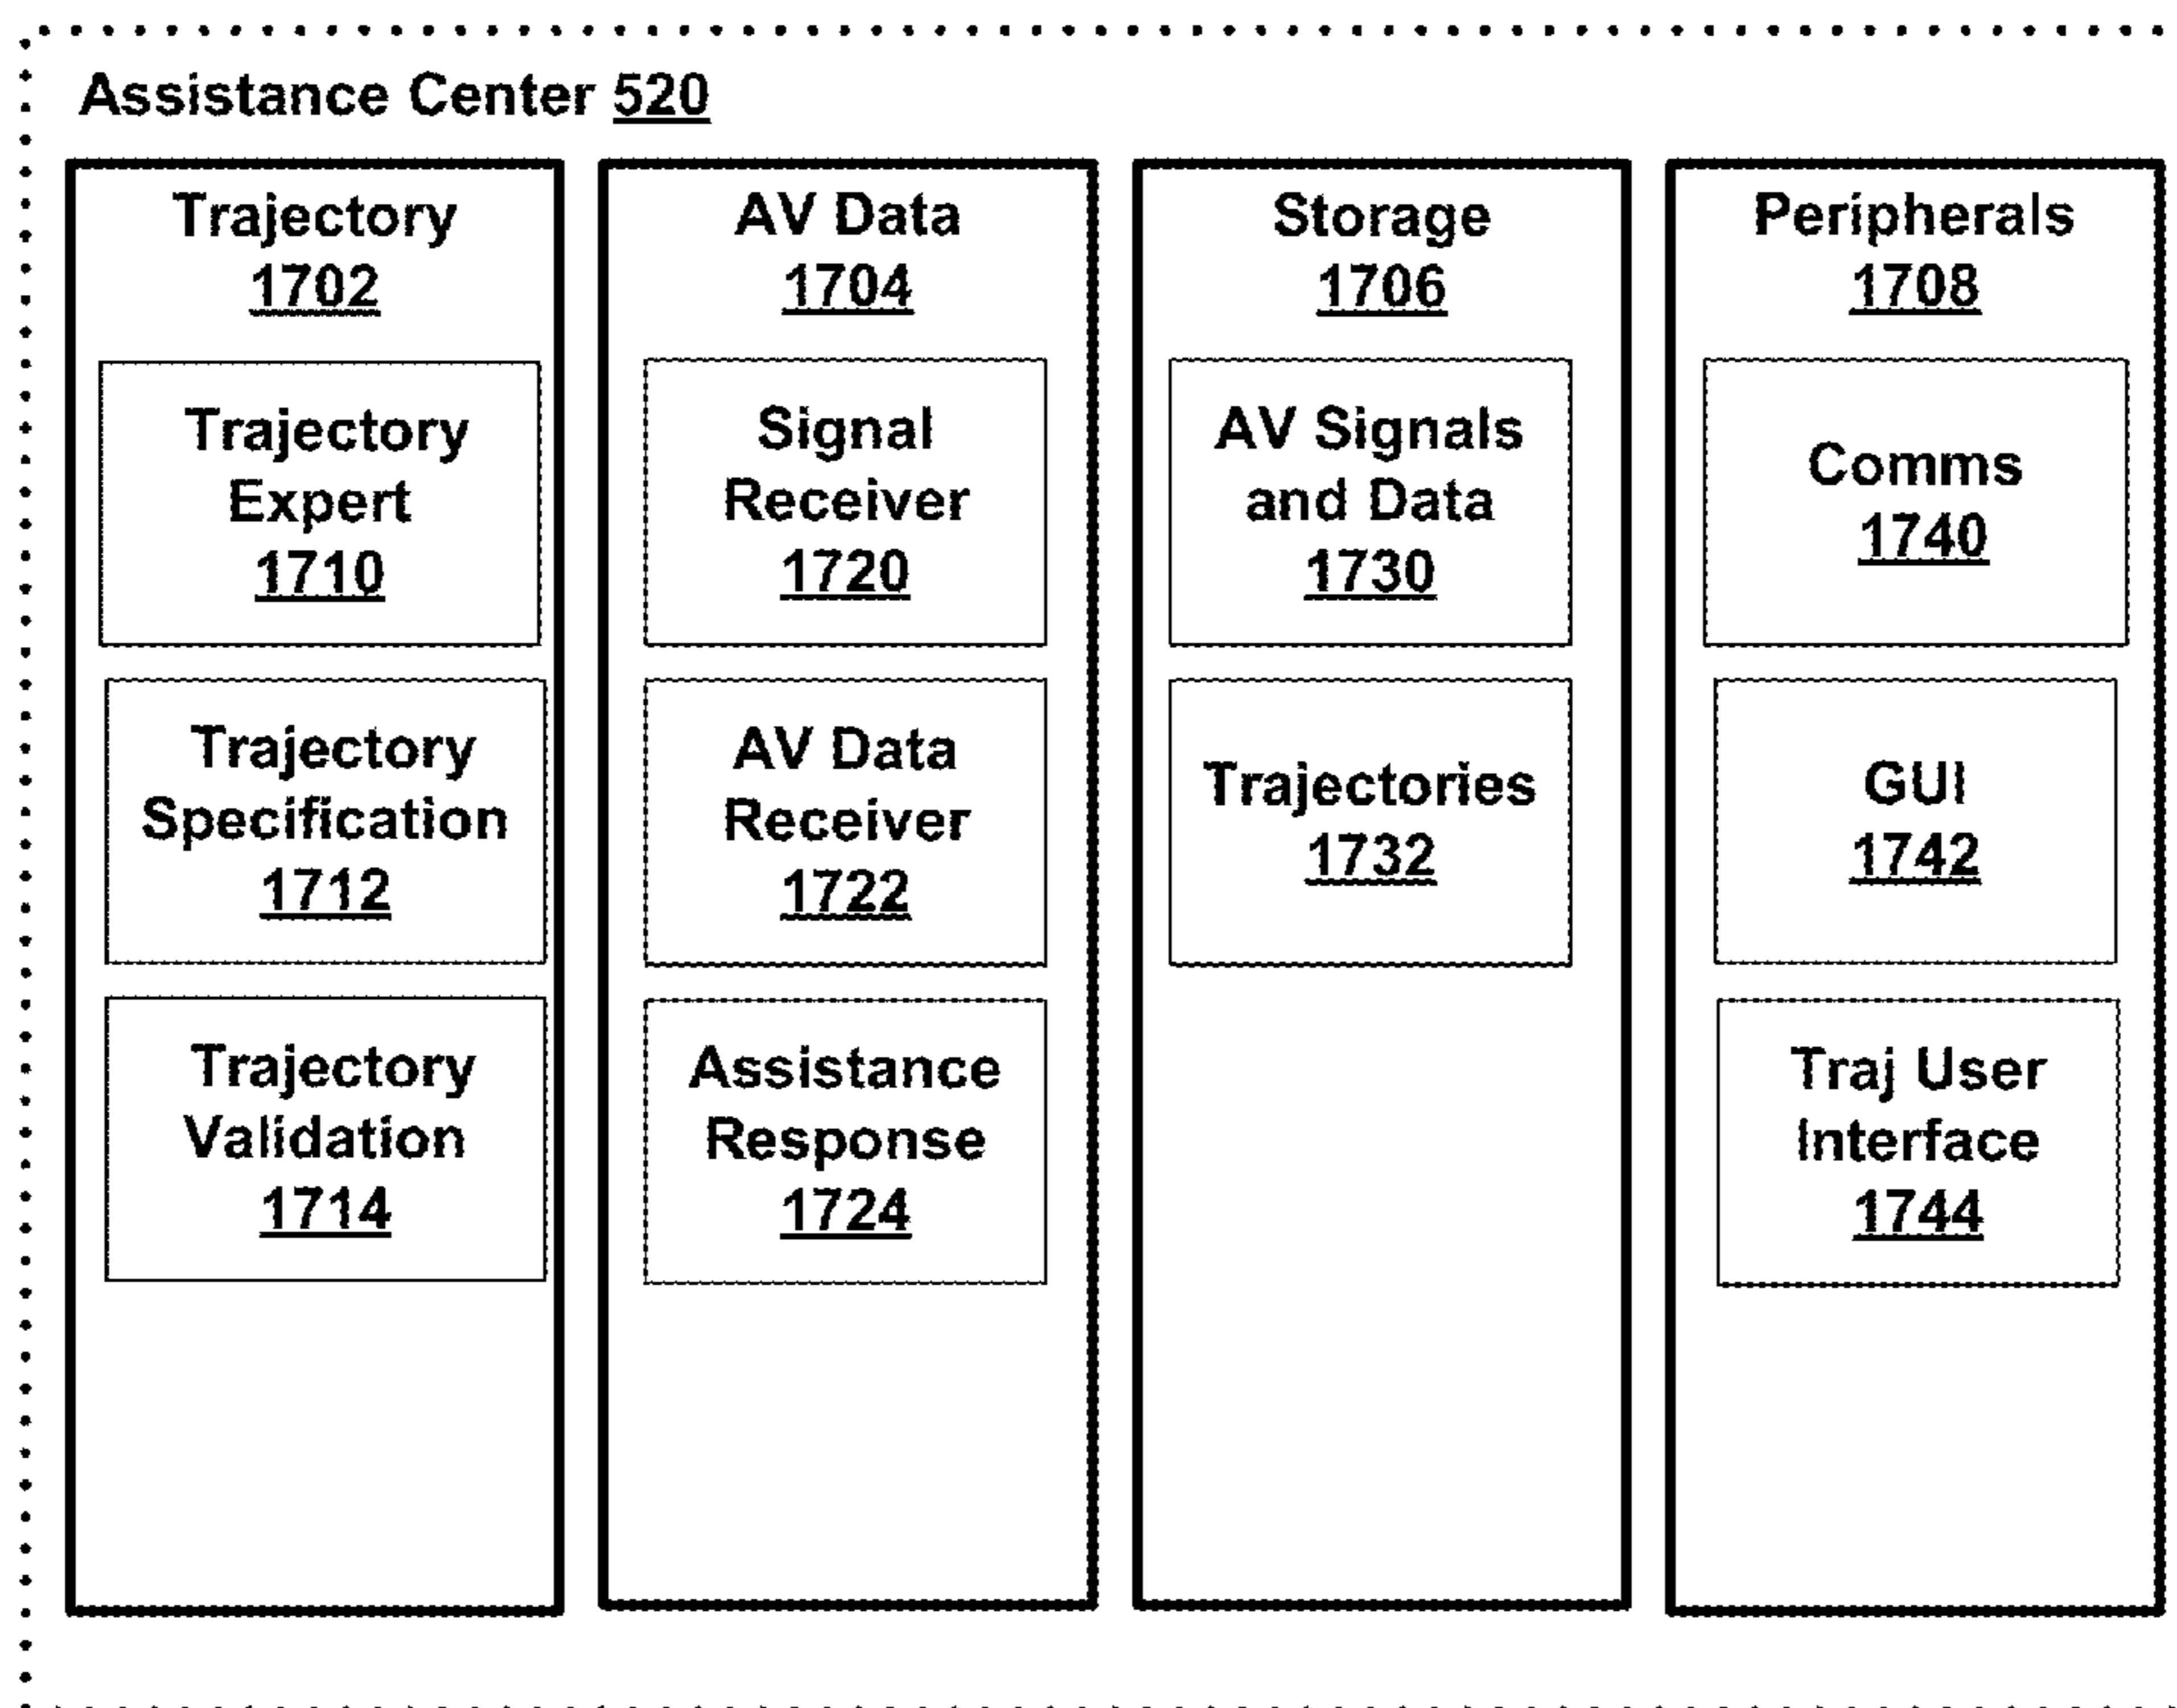 Assistance Center 520
Trajectory
1702
Trajectory
Expert
1710
Trajectory
Specification
1712
Trajectory
Validation
1714
AV Data
1704
Signal
Receiver
1720
AV Data
Receiver
1722
Assistance
Response
1724
Storage
1706
AV Signals
and Data
1730
Trajectories
1732
Peripherals
1708
Comms
1740
GUI
1742
Traj User
Interface
1744